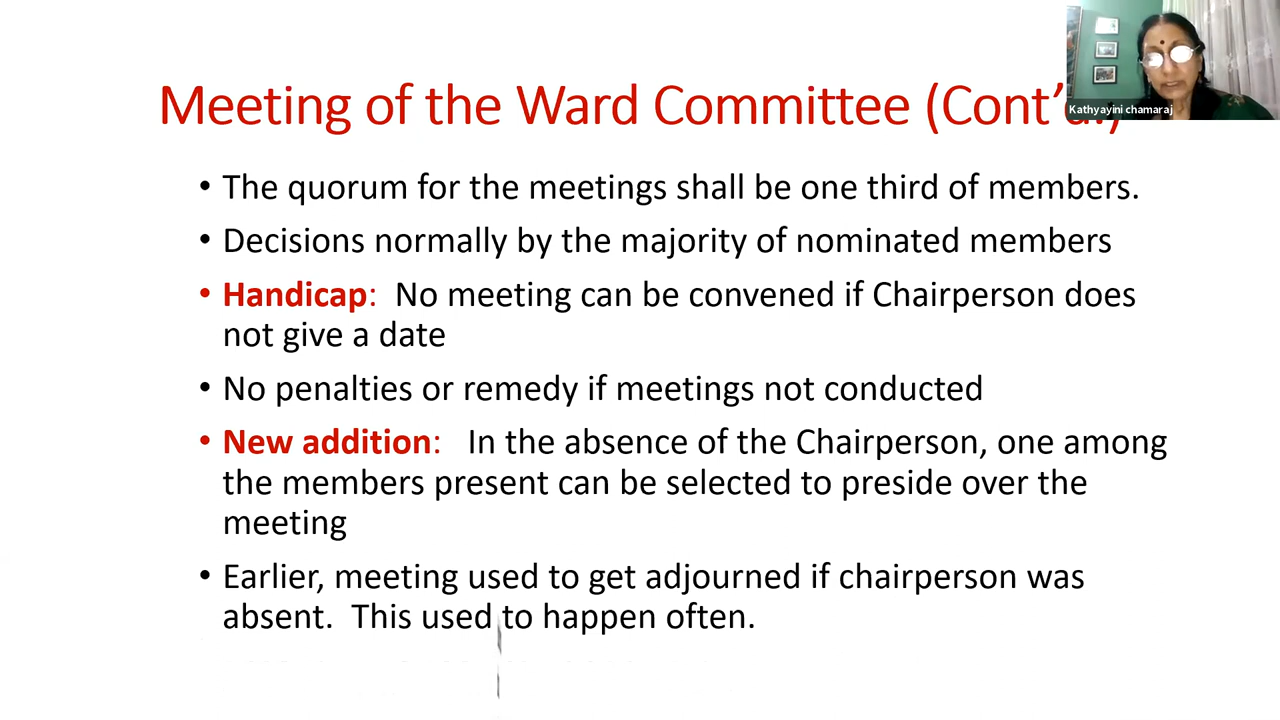 Meeting of the Ward Committee (Cont'd.)
Kathyayini chamaraj
• The quorum for the meetings shall be one third of members.
• Decisions normally by the majority of nominated members
• Handicap: No meeting can be convened if Chairperson does
not give a date
• No penalties or remedy if meetings not conducted
• New addition: In the absence of the Chairperson, one among
the members present can be selected to preside over the
meeting
• Earlier, meeting used to get adjourned if chairperson was
absent. This used to happen often.